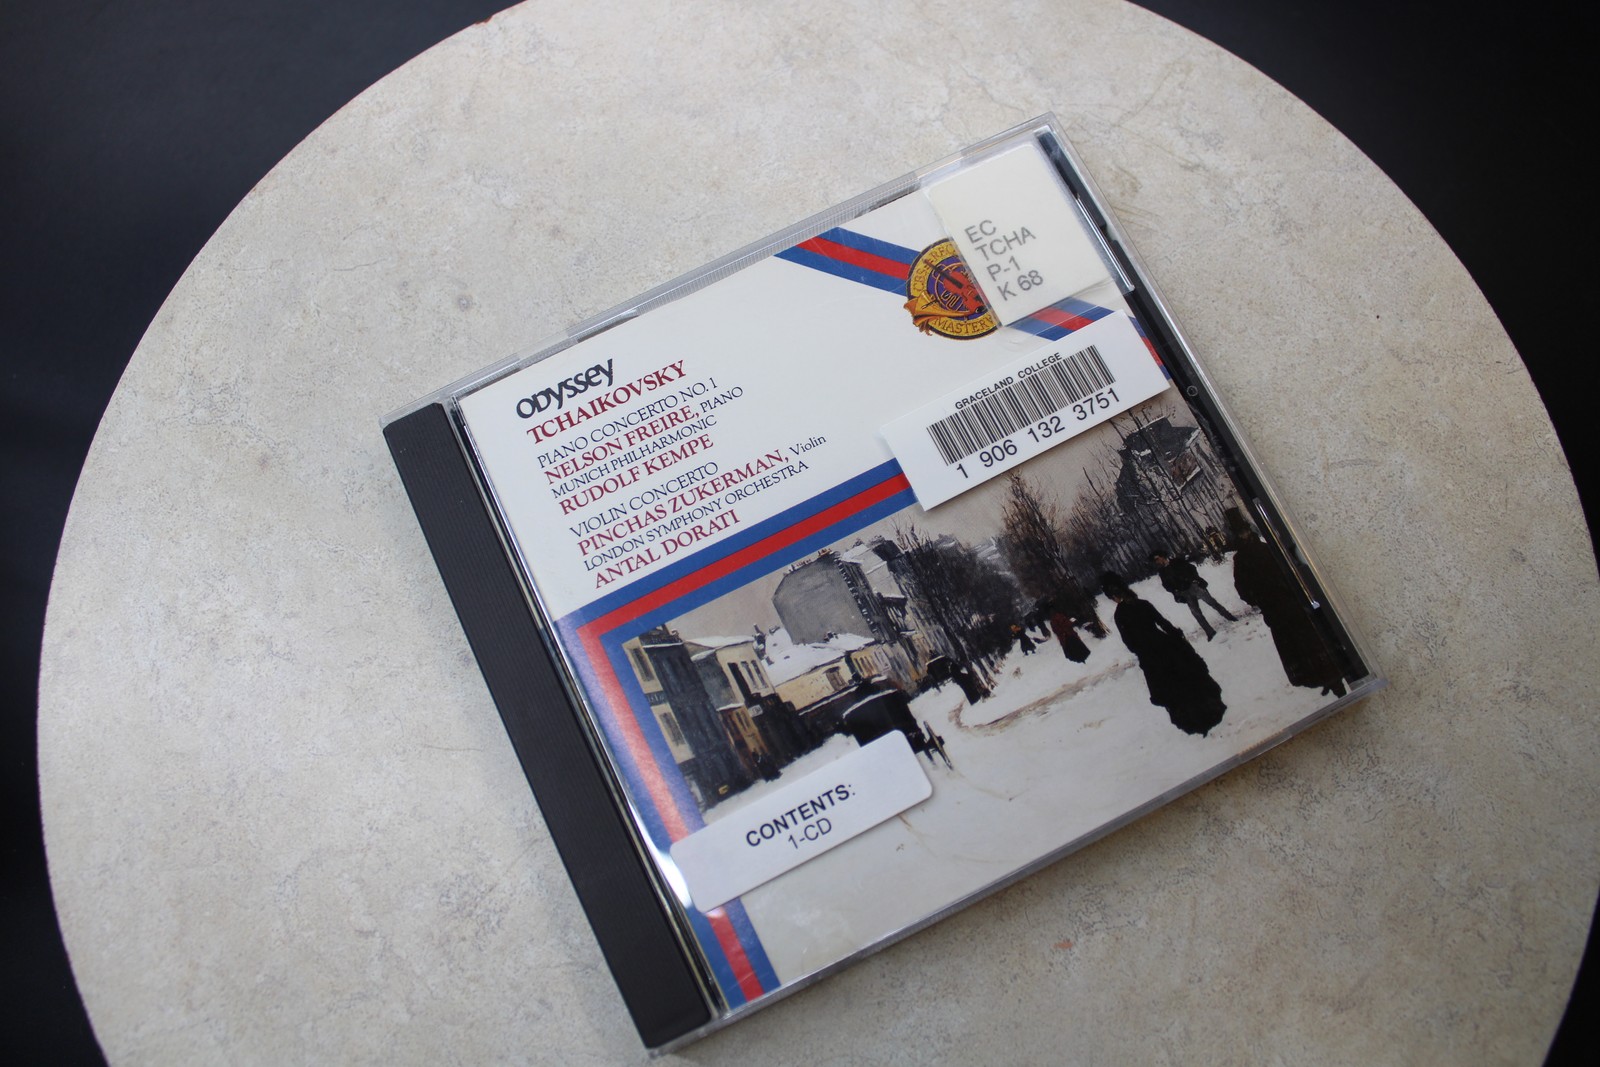 Odyssey
TCHAIKOVSKY
PIANO CONCERTO NO. 1
NELSON FREIRE, PIANO
MUNICH PHILHARMONIC
RUDOLF KEMPE
VIOLIN CONCERTO
PINCHAS ZUKERMAN, Violin
LONDON SYMPHONY ORCHESTRA
ANTAL DORATI
MASTER
EC
TCHA
P-1
K 68
GRACELAND COLLEGE
1 906 132 3751
CONTENTS:
1-CD